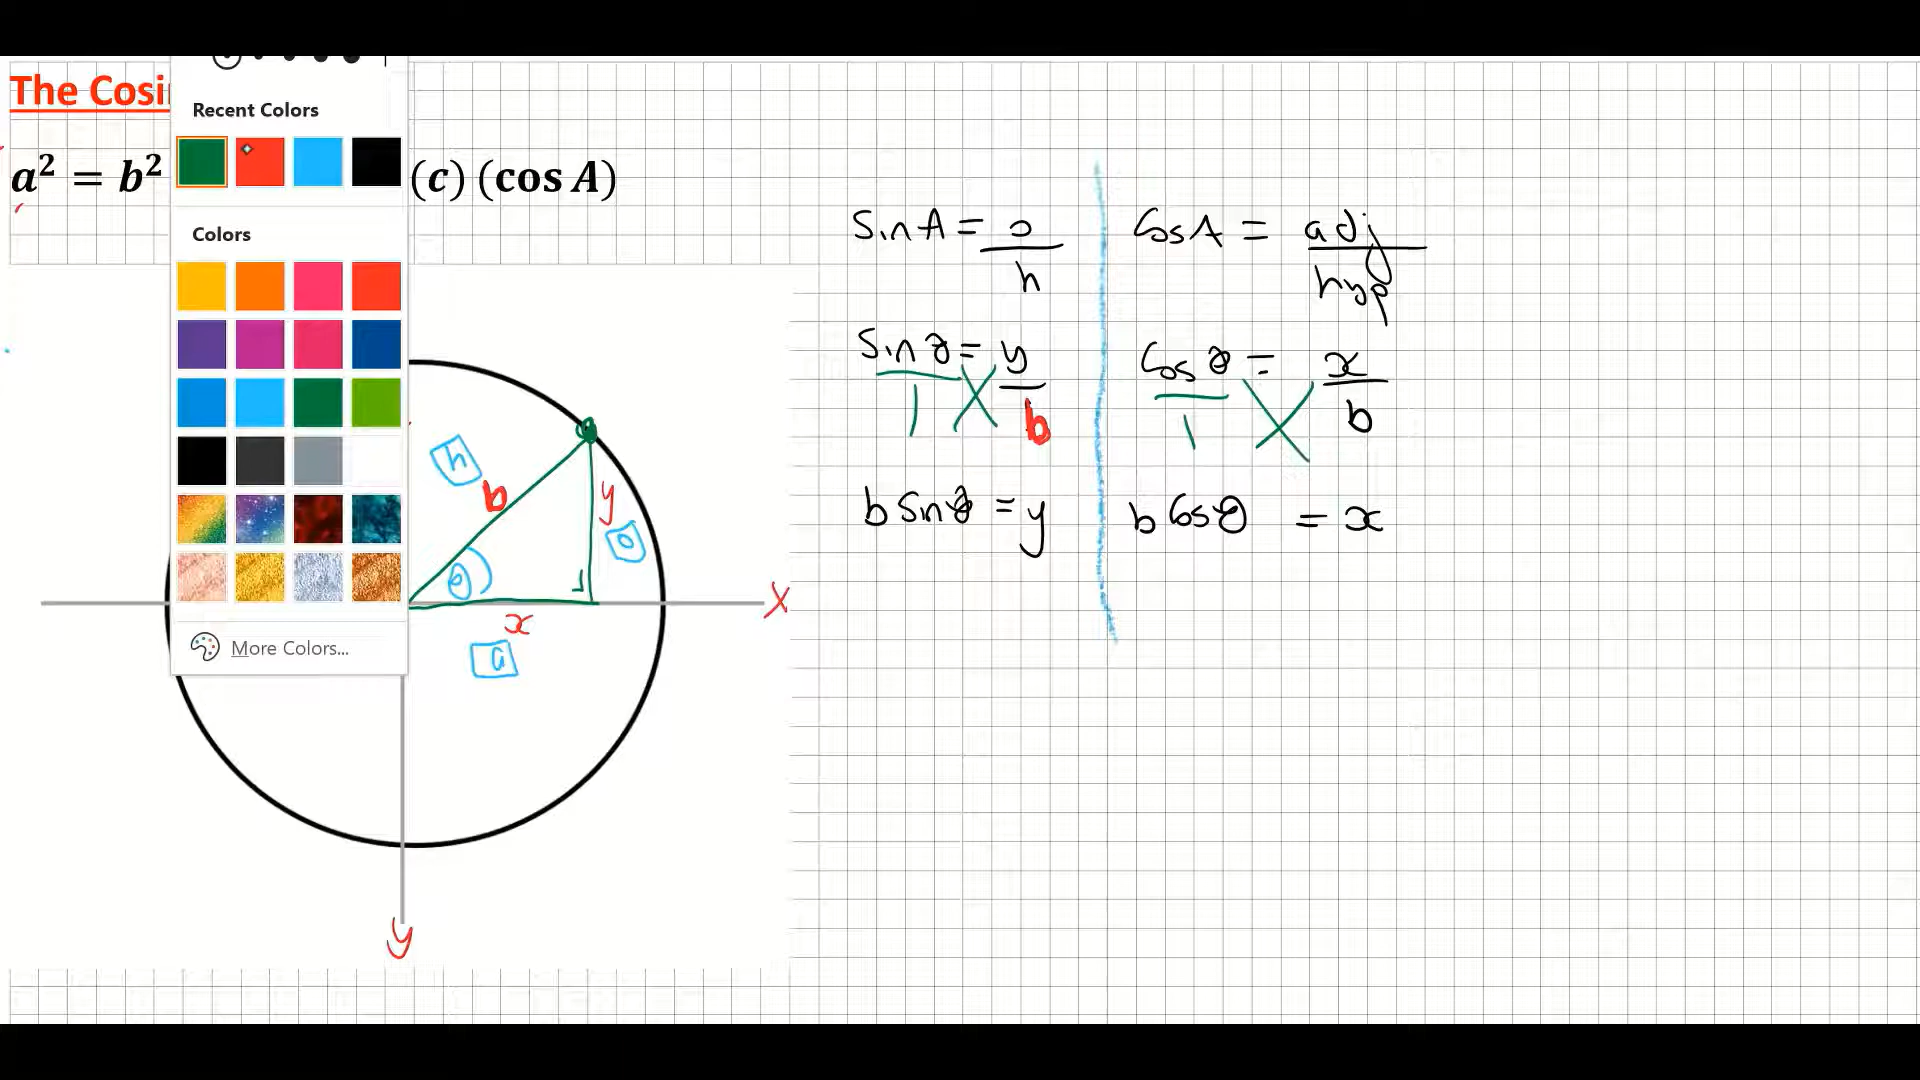 The Cosi
a² = b² (c) (cos A)
Recent Colors
Colors
More Colors...
h
b
y
o
θ
x
a
X
y
Sin A = o
h
Sin θ = y
1 b
b Sin θ = y
Cos A = adj
hyp
Cos θ = x
1 b
b Cos θ = x